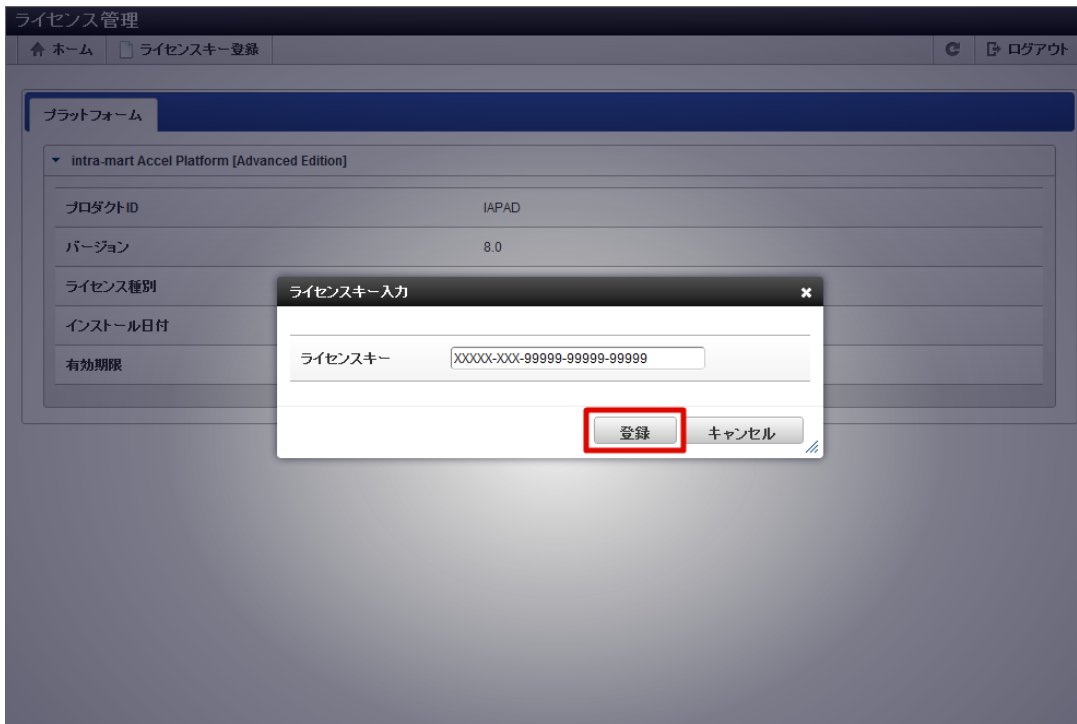 ライセンス管理
ホーム ライセンスキー登録 ログアウト
プラットフォーム
intra-mart Accel Platform [Advanced Edition]
プロダクトID IAPAD
バージョン 8.0
ライセンス種別
ライセンスキー入力
インストール日付
ライセンスキー XXXXX-XXX-99999-99999-99999
有効期限
登録 キャンセル